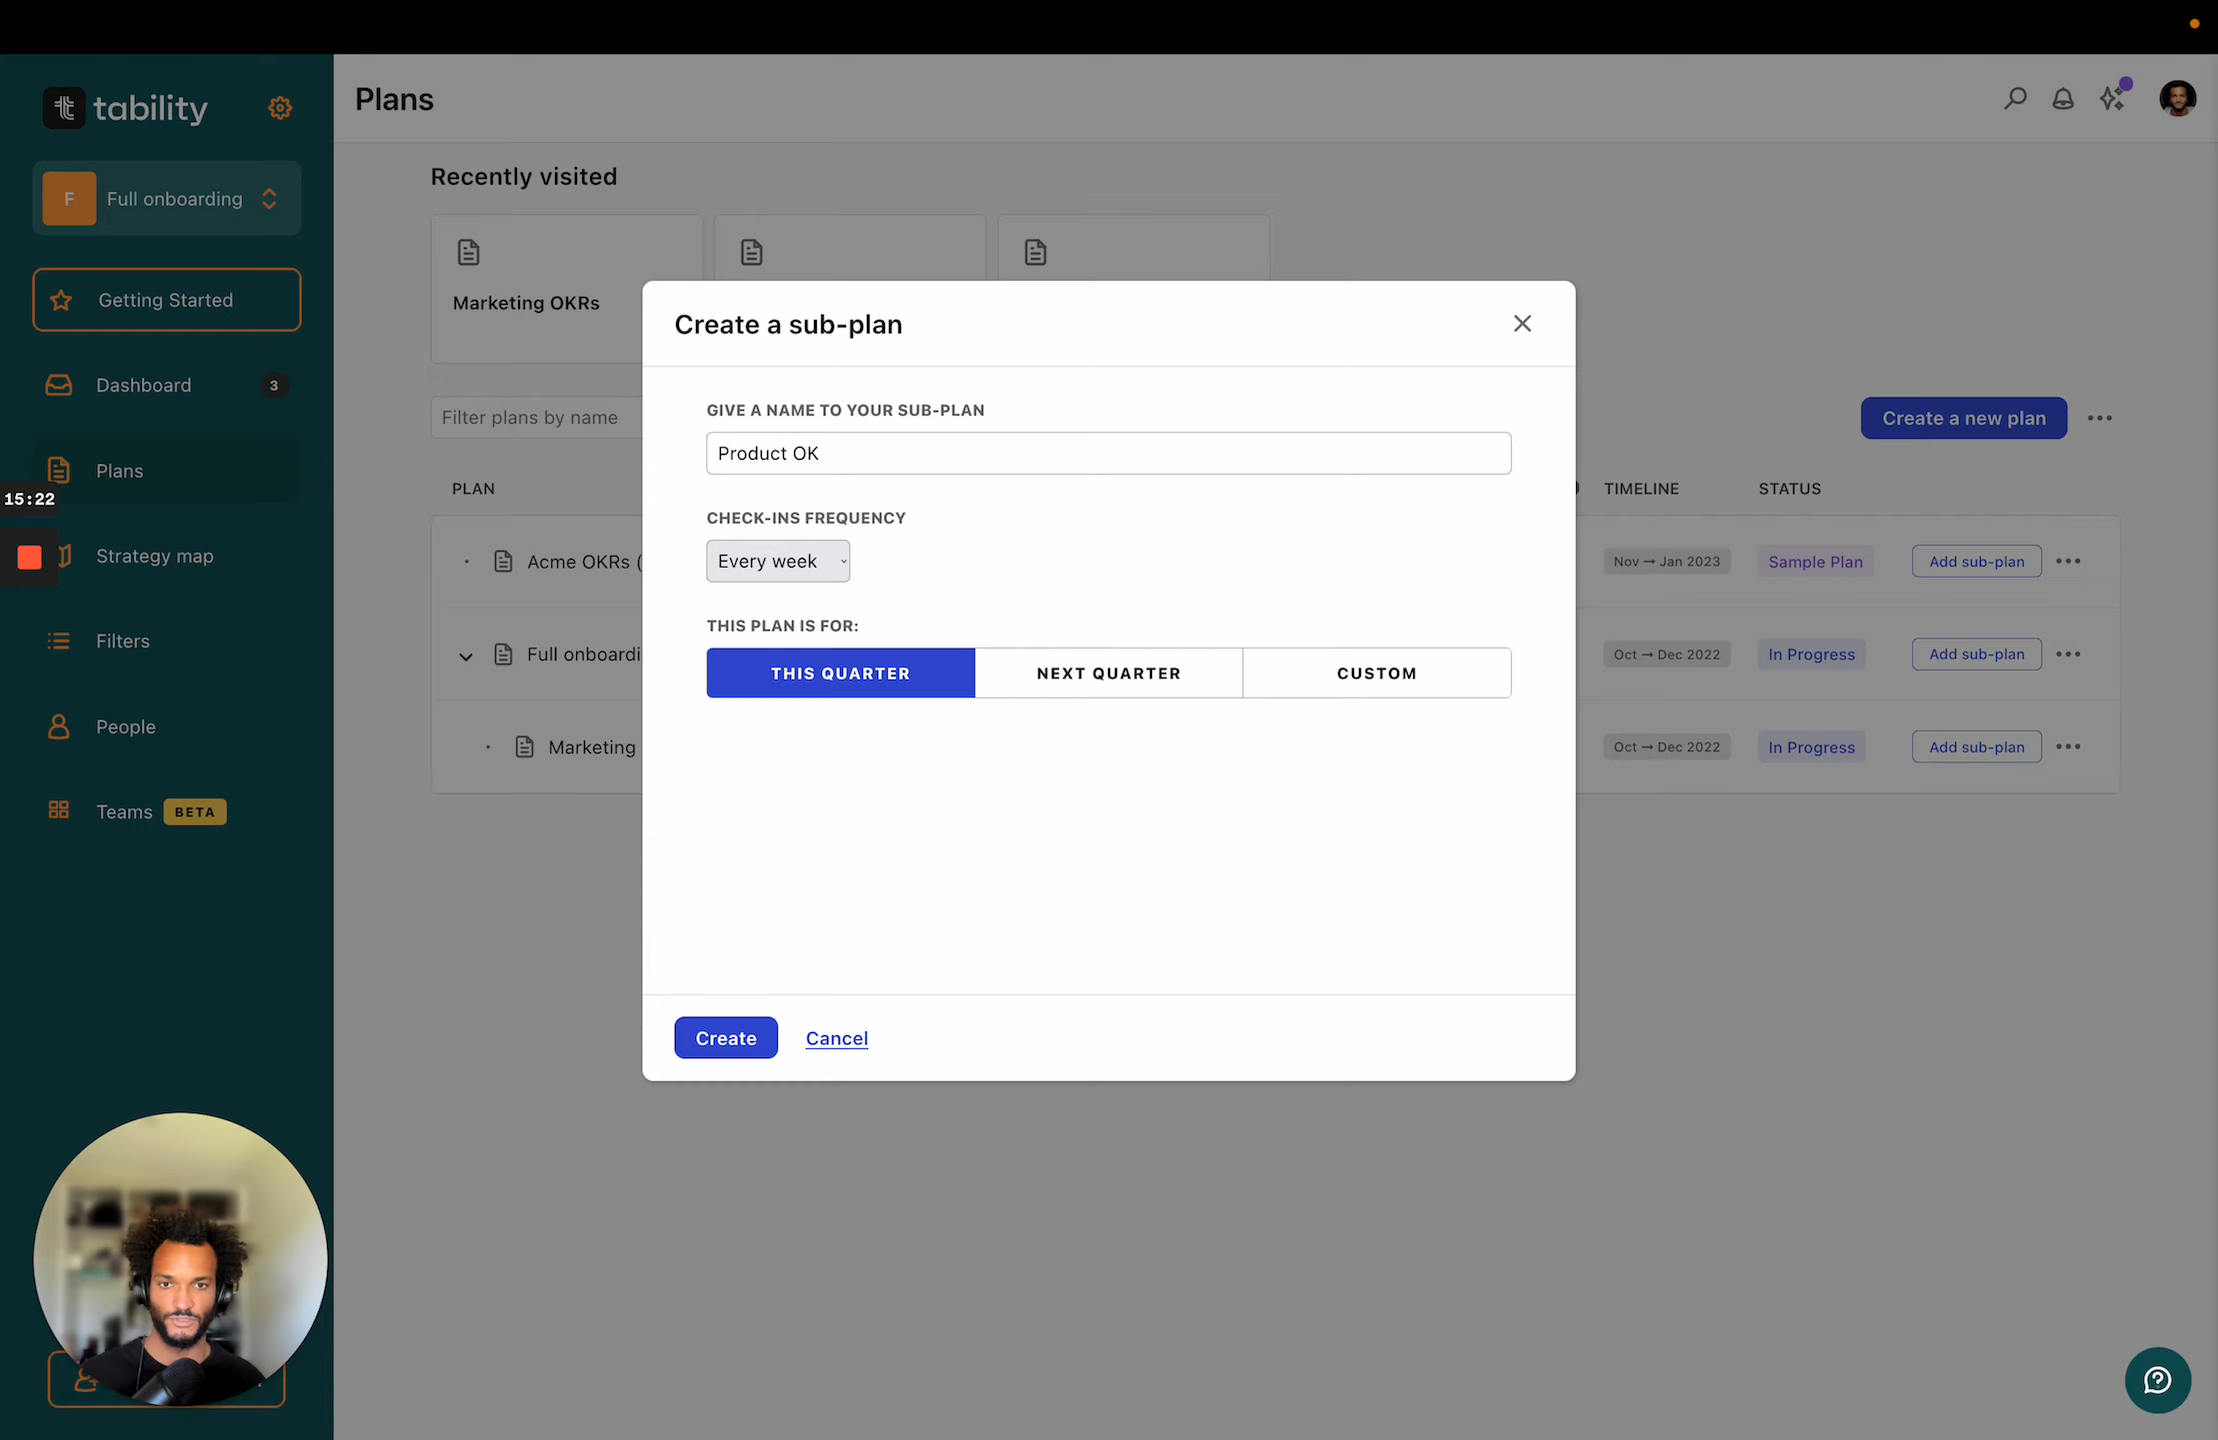 tability
Plans
F
Full onboarding
Recently visited
Getting Started
Marketing OKRs
Create a sub-plan
Dashboard
3
GIVE A NAME TO YOUR SUB-PLAN
Filter plans by name
Create a new plan
Product OK
Plans
PLAN
TIMELINE
STATUS
15:22
CHECK-INS FREQUENCY
Strategy map
Acme OKRs (
Every week
Nov → Jan 2023
Sample Plan
Add sub-plan
THIS PLAN IS FOR:
Filters
Full onboardi
Oct → Dec 2022
In Progress
Add sub-plan
THIS QUARTER
NEXT QUARTER
CUSTOM
People
Marketing
Oct → Dec 2022
In Progress
Add sub-plan
Teams
BETA
Create
Cancel